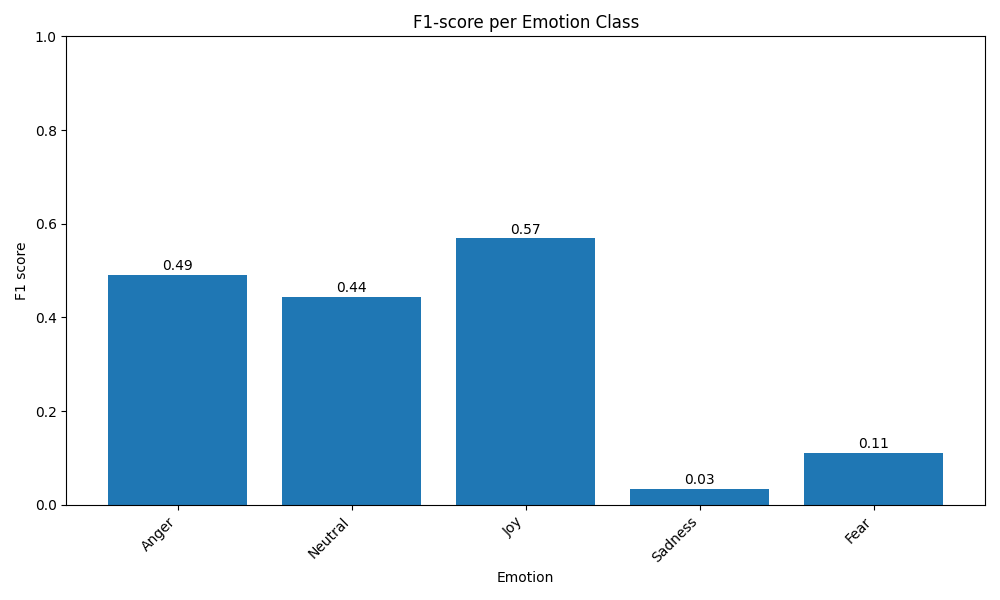 F1-score per Emotion Class
F1 score
1.0
0.8
0.6
0.4
0.2
0.0
0.49
0.44
0.57
0.03
0.11
Anger
Neutral
Joy
Sadness
Fear
Emotion